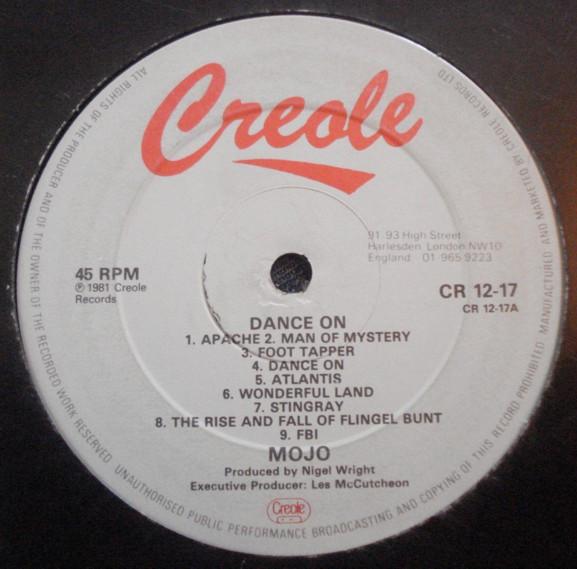 Creole
91-93 High Street
Harlesden London NW10
England 01-965 9223
45 RPM
℗ 1981 Creole
Records
CR 12-17
CR 12-17A
DANCE ON
1. APACHE 2. MAN OF MYSTERY
3. FOOT TAPPER
4. DANCE ON
5. ATLANTIS
6. WONDERFUL LAND
7. STINGRAY
8. THE RISE AND FALL OF FLINGEL BUNT
9. FBI
MOJO
Produced by Nigel Wright
Executive Producer: Les McCutcheon
Creole
ALL RIGHTS OF THE PRODUCER AND OF THE OWNER OF THE RECORDED WORK RESERVED UNAUTHORISED PUBLIC PERFORMANCE BROADCASTING AND COPYING OF THIS RECORD PROHIBITED MANUFACTURED AND MARKETED BY CREOLE RECORDS LTD